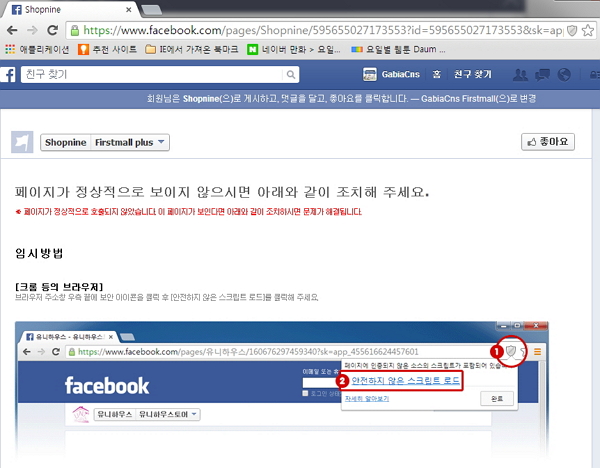 Shopnine
https://www.facebook.com/pages/Shopnine/595655027173553?id=595655027173553&sk=app
애플리케이션 추천 사이트 IE에서 가져온 북마크 네이버 만화 > 요일... 요일별 웹툰 Daum ...
친구 찾기 GabiaCns 홈 친구 찾기
회원님은 Shopnine(으)로 게시하고, 댓글을 달고, 좋아요를 클릭합니다. — GabiaCns Firstmall(으)로 변경
Shopnine Firstmall plus 좋아요
페이지가 정상적으로 보이지 않으시면 아래와 같이 조치해 주세요.
페이지가 정상적으로 호출되지 않았습니다. 이 페이지가 보인다면 아래와 같이 조치하시면 문제가 해결됩니다.
임시방법
[크롬 등의 브라우저]
브라우저 주소창 우측 끝에 보안 아이콘을 클릭 후 [안전하지 않은 스크립트 로드]를 클릭해 주세요.
유니하우스 - 유니하우스
https://www.facebook.com/pages/유니하우스/160676297459340?sk=app_455616624457601
1
페이지에 인증되지 않은 소스의 스크립트가 포함되어 있습
facebook
이메일 또는 휴
2 안전하지 않은 스크립트 로드
로그인 상태
자세히 알아보기 완료
유니하우스 유니하우스토어